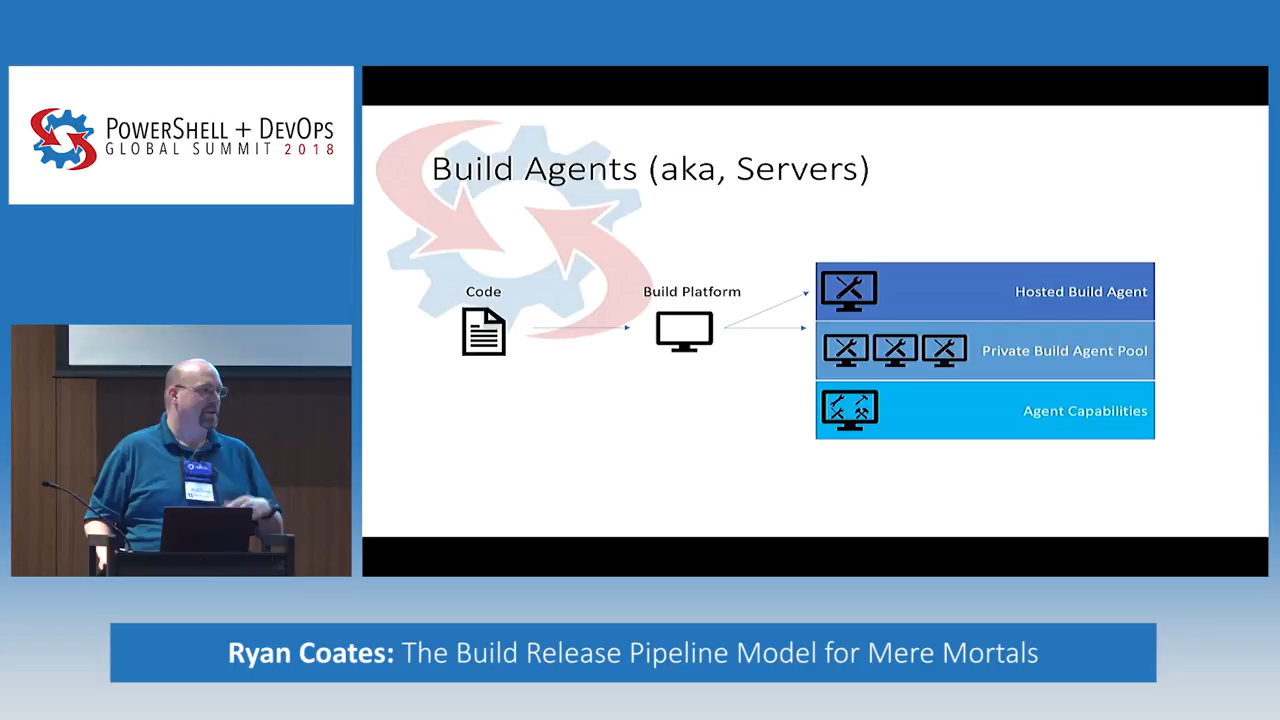 POWERSHELL + DEVOPS
GLOBAL SUMMIT 2018
Build Agents (aka, Servers)
Code
Build Platform
Hosted Build Agent
Private Build Agent Pool
Agent Capabilities
Ryan Coates: The Build Release Pipeline Model for Mere Mortals